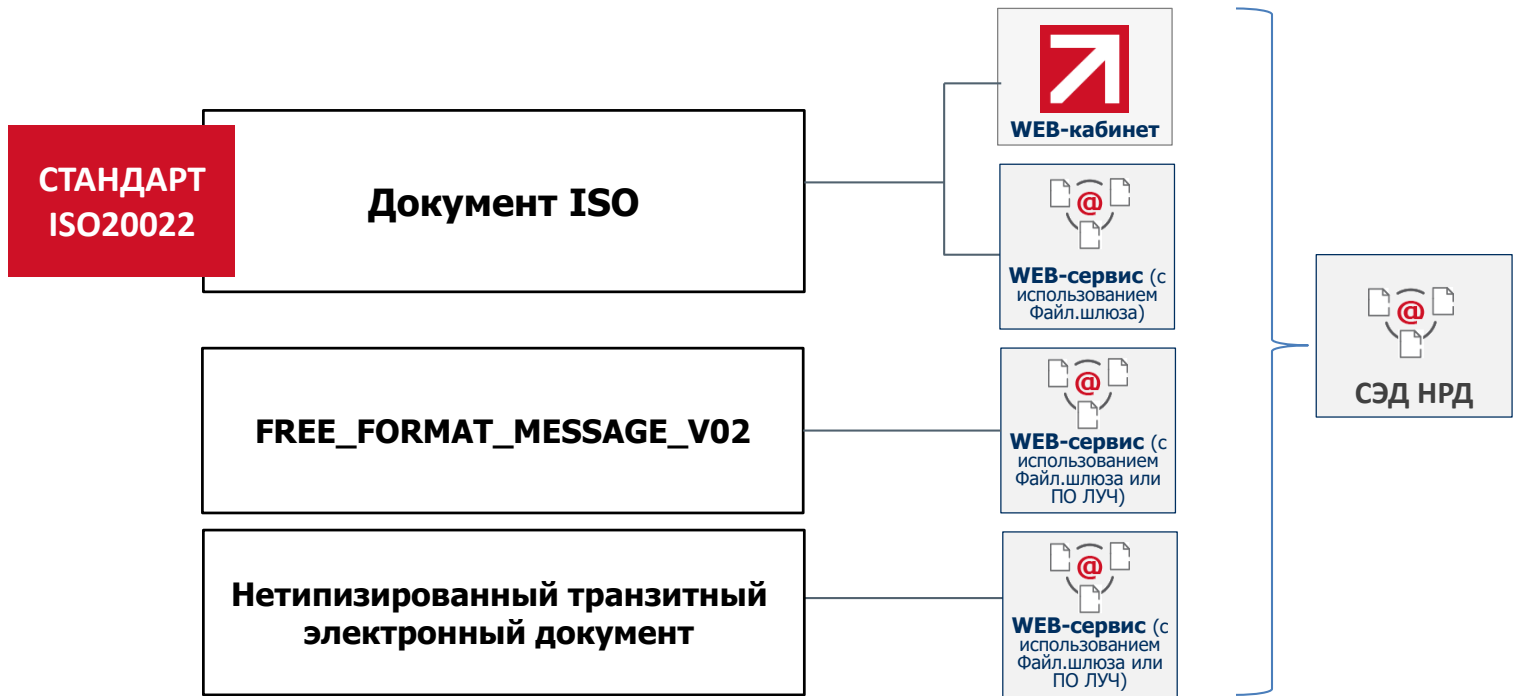 СТАНДАРТ
ISO20022
Документ ISO
WEB-кабинет
WEB-сервис (с
использованием
Файл.шлюза)
FREE_FORMAT_MESSAGE_V02
WEB-сервис (с
использованием
Файл.шлюза или
ПО ЛУЧ)
Нетипизированный транзитный
электронный документ
WEB-сервис (с
использованием
Файл.шлюза или
ПО ЛУЧ)
СЭД НРД